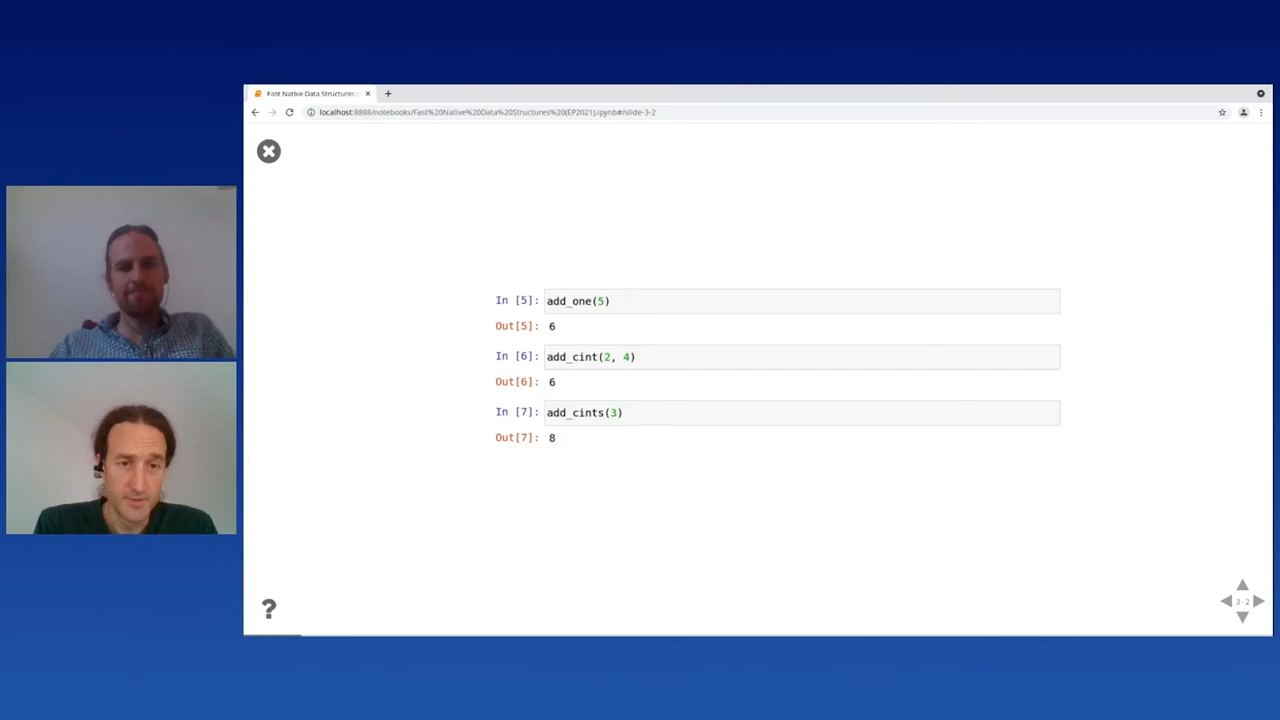 Fast Native Data Structures (
localhost:8888/notebooks/Fast%20Native%20Data%20Structures%20(EP2021).ipynb#/slide-3-2
In [5]: add_one(5)
Out[5]: 6
In [6]: add_cint(2, 4)
Out[6]: 6
In [7]: add_cints(3)
Out[7]: 8
?
3-2